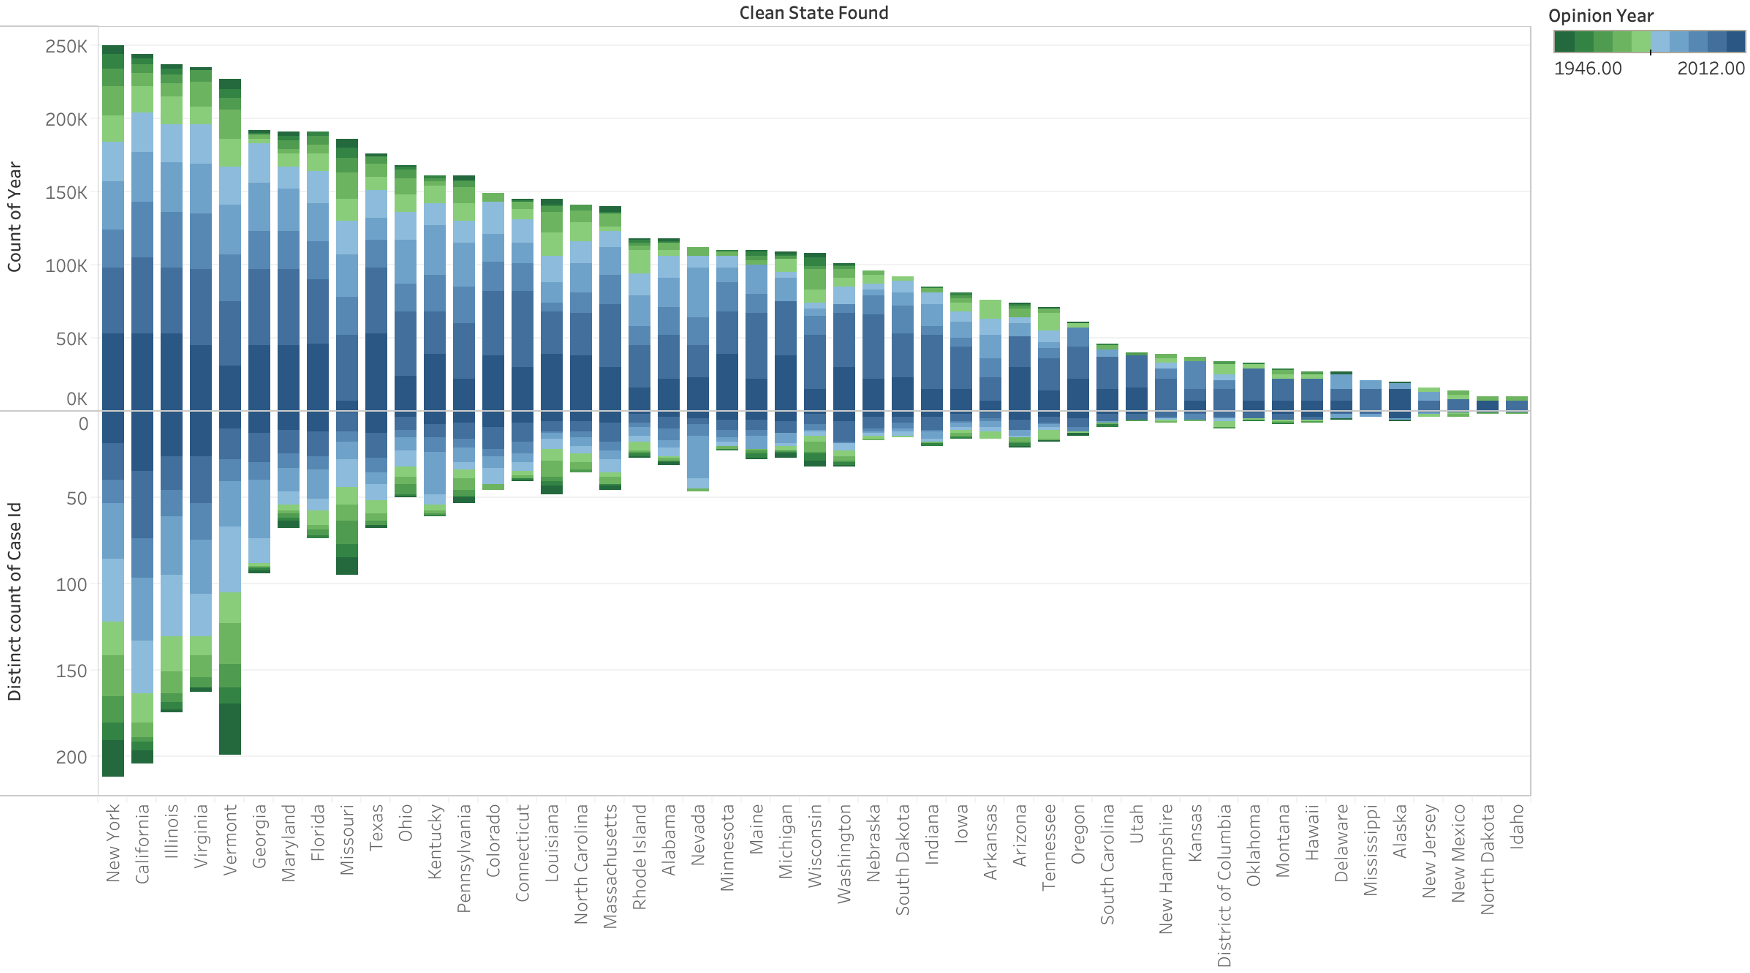 Clean State Found
Opinion Year
1946.00 2012.00
Count of Year
250K
200K
150K
100K
50K
0K
Distinct count of Case Id
0
50
100
150
200
New York
California
Illinois
Virginia
Vermont
Georgia
Maryland
Florida
Missouri
Texas
Ohio
Kentucky
Pennsylvania
Colorado
Connecticut
Louisiana
North Carolina
Massachusetts
Rhode Island
Alabama
Nevada
Minnesota
Maine
Michigan
Wisconsin
Washington
Nebraska
South Dakota
Indiana
Iowa
Arkansas
Arizona
Tennessee
Oregon
South Carolina
Utah
New Hampshire
Kansas
District of Columbia
Oklahoma
Montana
Hawaii
Delaware
Mississippi
Alaska
New Jersey
New Mexico
North Dakota
Idaho